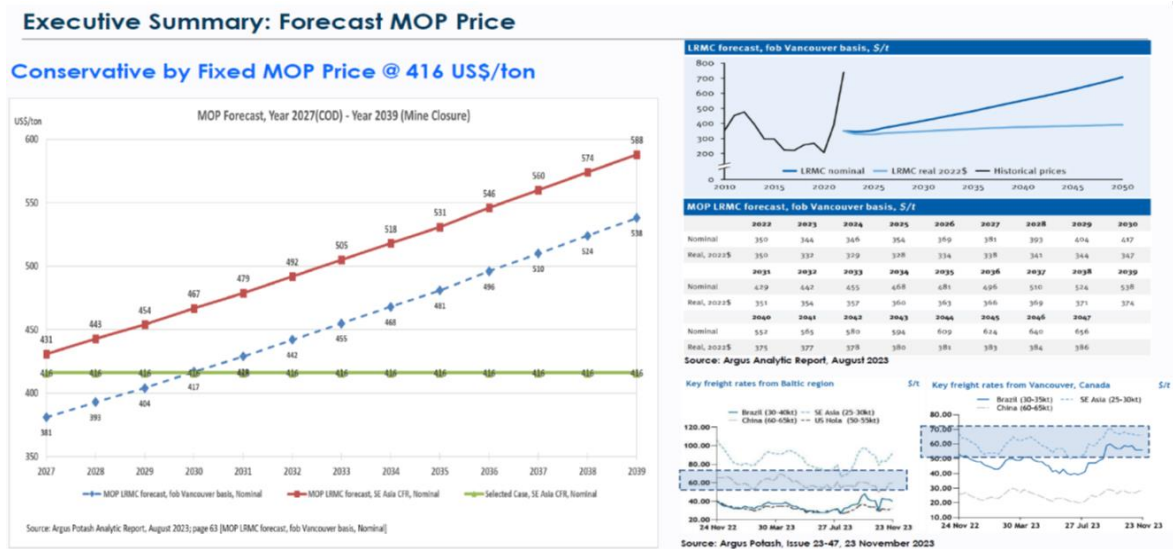 Executive Summary: Forecast MOP Price
Conservative by Fixed MOP Price @ 416 US$/ton
MOP Forecast, Year 2027(COD) - Year 2039 (Mine Closure)
US$/ton
600
550
500
450
400
350
588
574
560
546
531
518
505
492
479
467
454
443
431
538
524
510
496
481
468
455
442
417
404
393
381
416 416 416 416 416 416 416 416 416 416 416 416
2027 2028 2029 2030 2031 2032 2033 2034 2035 2036 2037 2038 2039
MOP LRMC forecast, fob Vancouver basis, Nominal
MOP LRMC forecast, SE Asia CFR, Nominal
Selected Case, SE Asia CFR, Nominal
Source: Argus Potash Analytic Report, August 2023; page 63 [MOP LRMC forecast, fob Vancouver basis, Nominal]
LRMC forecast, fob Vancouver basis, $/t
800
700
600
500
400
300
200
0
LRMC nominal LRMC real 2022$ Historical prices
2010 2015 2020 2025 2030 2035 2040 2045 2050
MOP LRMC forecast, fob Vancouver basis, $/t
2022 2023 2024 2025 2026 2027 2028 2029 2030
Nominal 350 344 346 354 369 381 393 404 417
Real, 2022$ 350 332 329 328 334 338 341 344 347
2031 2032 2033 2034 2035 2036 2037 2038 2039
Nominal 429 442 455 468 481 496 510 524 538
Real, 2022$ 351 354 357 360 363 366 369 371 374
2040 2041 2042 2043 2044 2045 2046 2047
Nominal 552 565 580 594 609 624 640 656
Real, 2022$ 375 377 378 380 381 383 384 386
Source: Argus Analytic Report, August 2023
Key freight rates from Baltic region $/t
Brazil (30-40kt) SE Asia (25-30kt)
China (60-65kt) US Nola (50-55kt)
120.00
100.00
80.00
60.00
40.00
20.00
24 Nov 22 30 Mar 23 27 Jul 23 23 Nov 23
Key freight rates from Vancouver, Canada $/t
Brazil (30-35kt) SE Asia (25-30kt)
China (60-65kt)
80.00
70.00
60.00
50.00
40.00
30.00
20.00
10.00
24 Nov 22 30 Mar 23 27 Jul 23 23 Nov 23
Source: Argus Potash, Issue 23-47, 23 November 2023